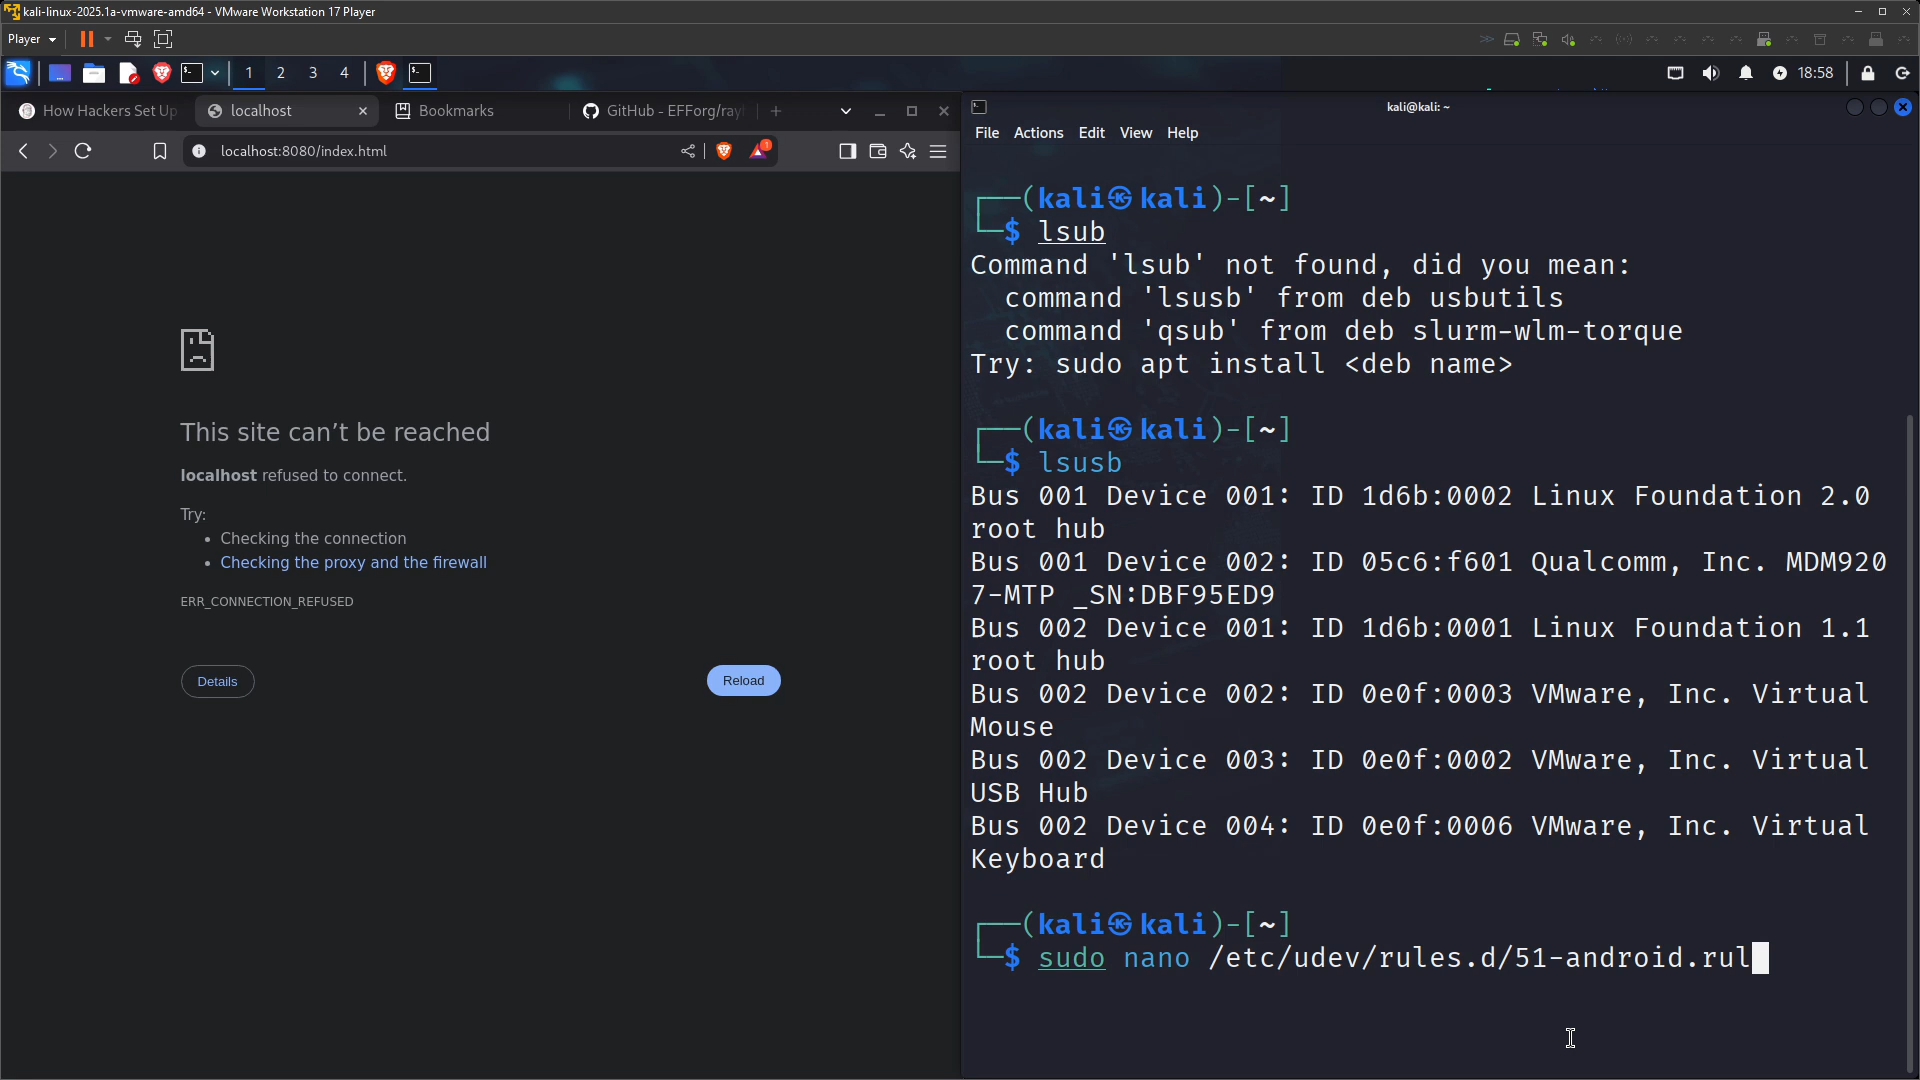 kali-linux-2025.1a-vmware-amd64 - VMware Workstation 17 Player
Player
1 2 3 4
18:58
How Hackers Set Up
localhost
Bookmarks
GitHub - EFForg/rayh
localhost:8080/index.html
1
This site can't be reached
localhost refused to connect.
Try:
• Checking the connection
• Checking the proxy and the firewall
ERR_CONNECTION_REFUSED
Details
Reload
kali@kali: ~
File Actions Edit View Help
┌──(kali㉿kali)-[~]
└─$ lsub
Command 'lsub' not found, did you mean:
command 'lsusb' from deb usbutils
command 'qsub' from deb slurm-wlm-torque
Try: sudo apt install <deb name>
┌──(kali㉿kali)-[~]
└─$ lsusb
Bus 001 Device 001: ID 1d6b:0002 Linux Foundation 2.0
root hub
Bus 001 Device 002: ID 05c6:f601 Qualcomm, Inc. MDM920
7-MTP _SN:DBF95ED9
Bus 002 Device 001: ID 1d6b:0001 Linux Foundation 1.1
root hub
Bus 002 Device 002: ID 0e0f:0003 VMware, Inc. Virtual
Mouse
Bus 002 Device 003: ID 0e0f:0002 VMware, Inc. Virtual
USB Hub
Bus 002 Device 004: ID 0e0f:0006 VMware, Inc. Virtual
Keyboard
┌──(kali㉿kali)-[~]
└─$ sudo nano /etc/udev/rules.d/51-android.rul